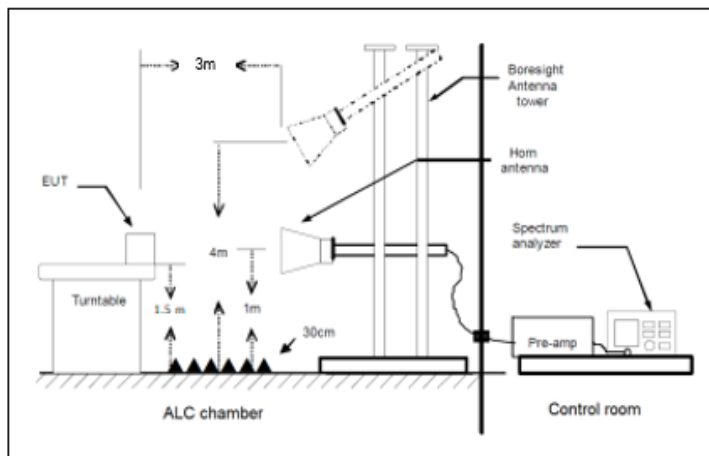 3m
Boresight
Antenna
tower
EUT
Horn
antenna
Spectrum
analyzer
4m
Turntable
1.5 m
1m
30cm
Pre-amp
ALC chamber
Control room